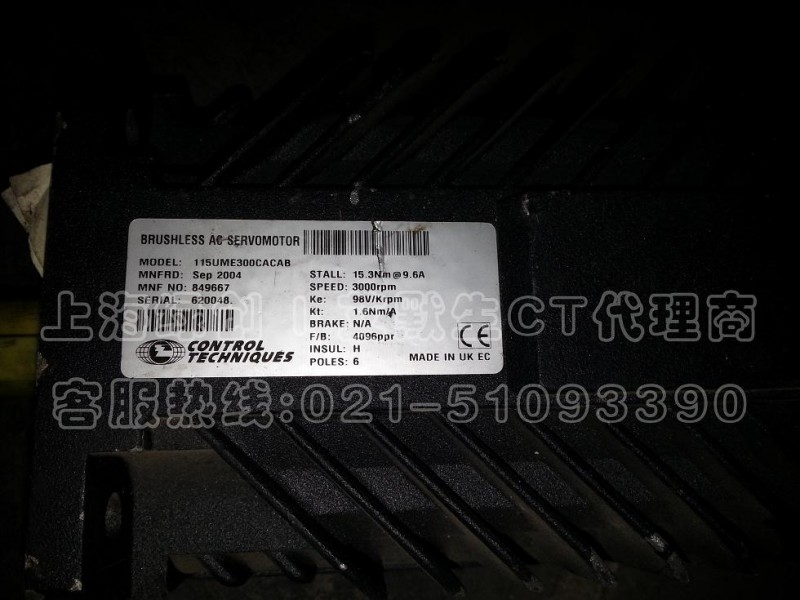 BRUSHLESS AC SERVOMOTOR
MODEL: 115UME300CACAB
MNFRD: Sep 2004
MNF NO: 849667
SERIAL: 620048.
STALL: 15.3Nm@9.6A
SPEED: 3000rpm
Ke: 98V/Krpm
Kt: 1.6Nm/A
BRAKE: N/A
F/B: 4096ppr
INSUL: H
POLES: 6
CONTROL
TECHNIQUES
CE
MADE IN UK EC
上海 CT代理商
客服热线:021-51093390